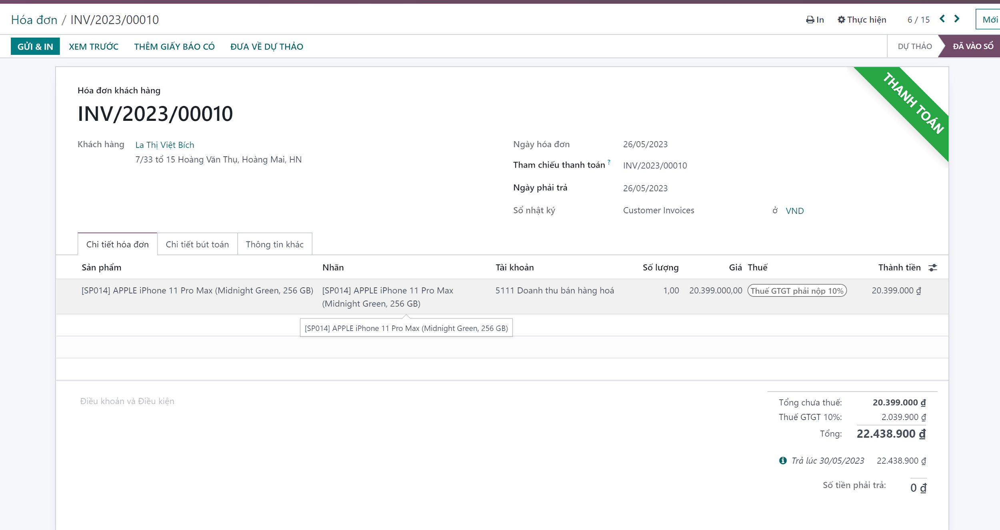 Hóa đơn / INV/2023/00010
In Thực hiện 6 / 15 Mới
GỬI & IN XEM TRƯỚC THÊM GIẤY BÁO CÓ ĐƯA VỀ DỰ THẢO DỰ THẢO ĐÃ VÀO SỔ
THANH TOÁN
Hóa đơn khách hàng
INV/2023/00010
Khách hàng La Thị Việt Bích
7/33 tổ 15 Hoàng Văn Thụ, Hoàng Mai, HN
Ngày hóa đơn 26/05/2023
Tham chiếu thanh toán ? INV/2023/00010
Ngày phải trả 26/05/2023
Sổ nhật ký Customer Invoices ở VND
Chi tiết hóa đơn Chi tiết bút toán Thông tin khác
Sản phẩm Nhãn Tài khoản Số lượng Giá Thuế Thành tiền
[SP014] APPLE iPhone 11 Pro Max (Midnight Green, 256 GB) [SP014] APPLE iPhone 11 Pro Max 5111 Doanh thu bán hàng hoá 1,00 20.399.000,00 Thuế GTGT phải nộp 10% 20.399.000 ₫
(Midnight Green, 256 GB)
[SP014] APPLE iPhone 11 Pro Max (Midnight Green, 256 GB)
Điều khoản và Điều kiện
Tổng chưa thuế: 20.399.000 ₫
Thuế GTGT 10%: 2.039.900 ₫
Tổng: 22.438.900 ₫
Trả lúc 30/05/2023 22.438.900 ₫
Số tiền phải trả: 0 ₫